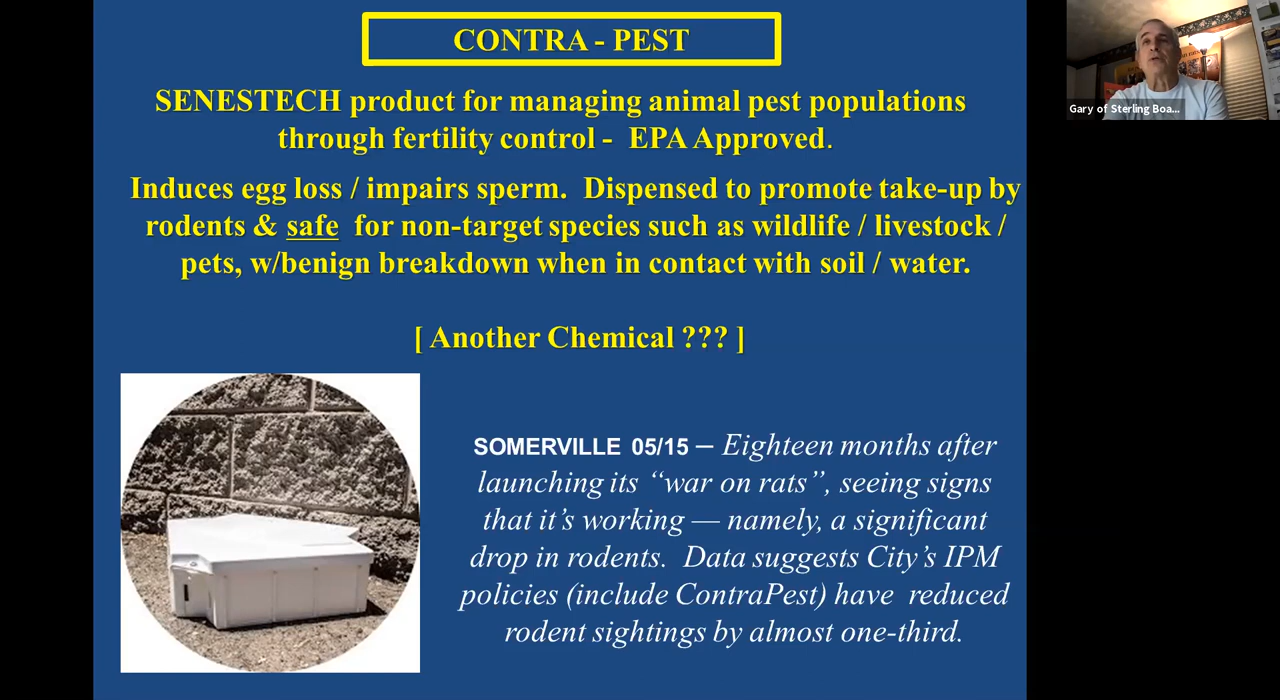 CONTRA - PEST
SENESTECH product for managing animal pest populations
through fertility control - EPA Approved.
Induces egg loss / impairs sperm. Dispensed to promote take-up by
rodents & safe for non-target species such as wildlife / livestock /
pets, w/benign breakdown when in contact with soil / water.
[ Another Chemical ??? ]
SOMERVILLE 05/15 – Eighteen months after
launching its “war on rats”, seeing signs
that it’s working — namely, a significant
drop in rodents. Data suggests City’s IPM
policies (include ContraPest) have reduced
rodent sightings by almost one-third.
Gary of Sterling Boa...